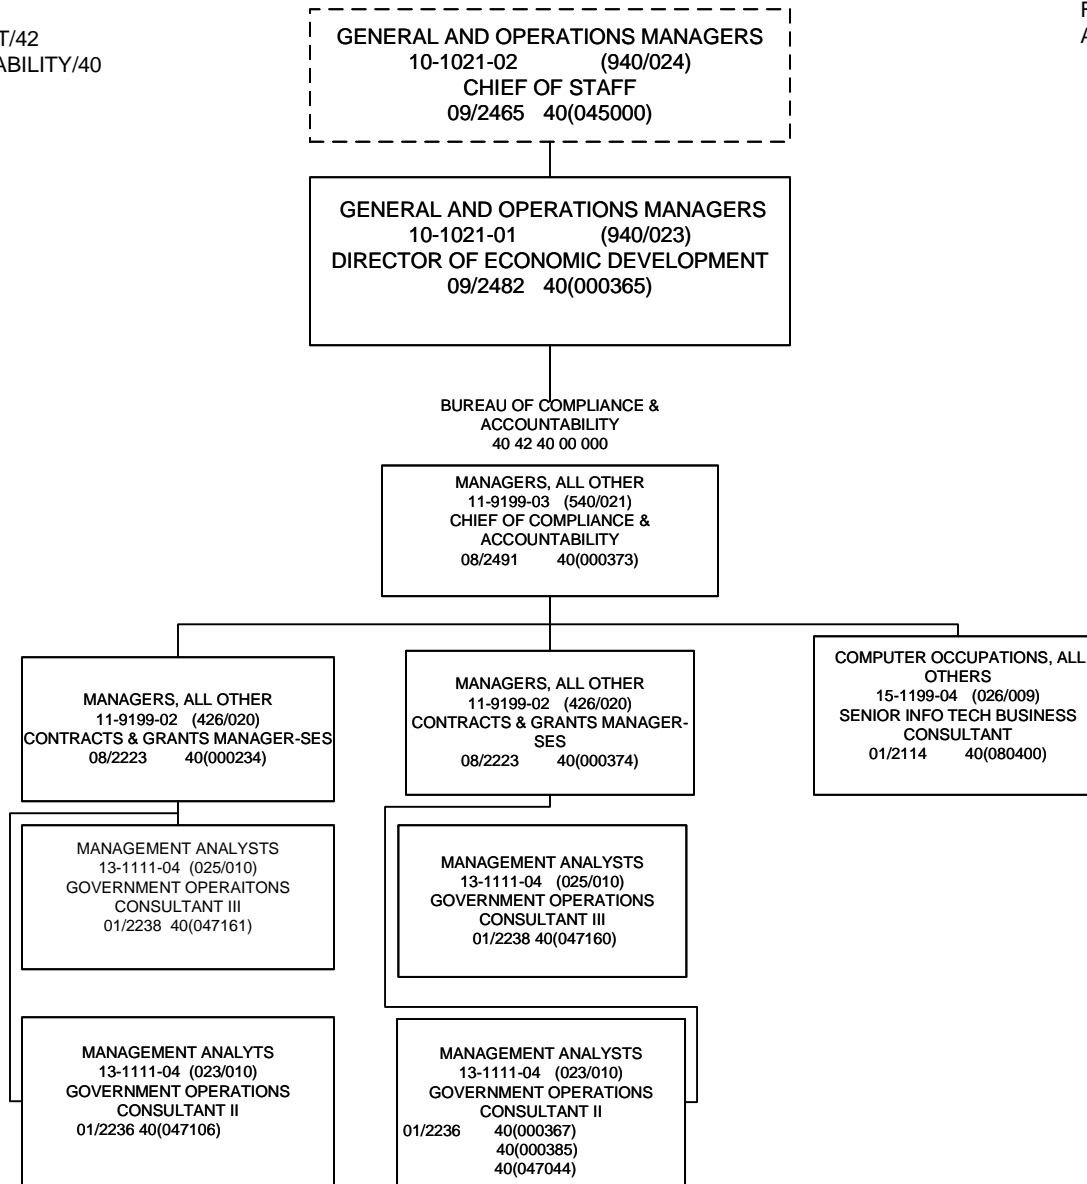 T/42
ABILITY/40
GENERAL AND OPERATIONS MANAGERS
10-1021-02 (940/024)
CHIEF OF STAFF
09/2465 40(045000)
GENERAL AND OPERATIONS MANAGERS
10-1021-01 (940/023)
DIRECTOR OF ECONOMIC DEVELOPMENT
09/2482 40(000365)
BUREAU OF COMPLIANCE &
ACCOUNTABILITY
40 42 40 00 000
MANAGERS, ALL OTHER
11-9199-03 (540/021)
CHIEF OF COMPLIANCE &
ACCOUNTABILITY
08/2491 40(000373)
MANAGERS, ALL OTHER
11-9199-02 (426/020)
CONTRACTS & GRANTS MANAGER-SES
08/2223 40(000234)
MANAGERS, ALL OTHER
11-9199-02 (426/020)
CONTRACTS & GRANTS MANAGER-
SES
08/2223 40(000374)
COMPUTER OCCUPATIONS, ALL
OTHERS
15-1199-04 (026/009)
SENIOR INFO TECH BUSINESS
CONSULTANT
01/2114 40(080400)
MANAGEMENT ANALYSTS
13-1111-04 (025/010)
GOVERNMENT OPERAITONS
CONSULTANT III
01/2238 40(047161)
MANAGEMENT ANALYSTS
13-1111-04 (025/010)
GOVERNMENT OPERATIONS
CONSULTANT III
01/2238 40(047160)
MANAGEMENT ANALYTS
13-1111-04 (023/010)
GOVERNMENT OPERATIONS
CONSULTANT II
01/2236 40(047106)
MANAGEMENT ANALYSTS
13-1111-04 (023/010)
GOVERNMENT OPERATIONS
CONSULTANT II
01/2236 40(000367)
40(000385)
40(047044)